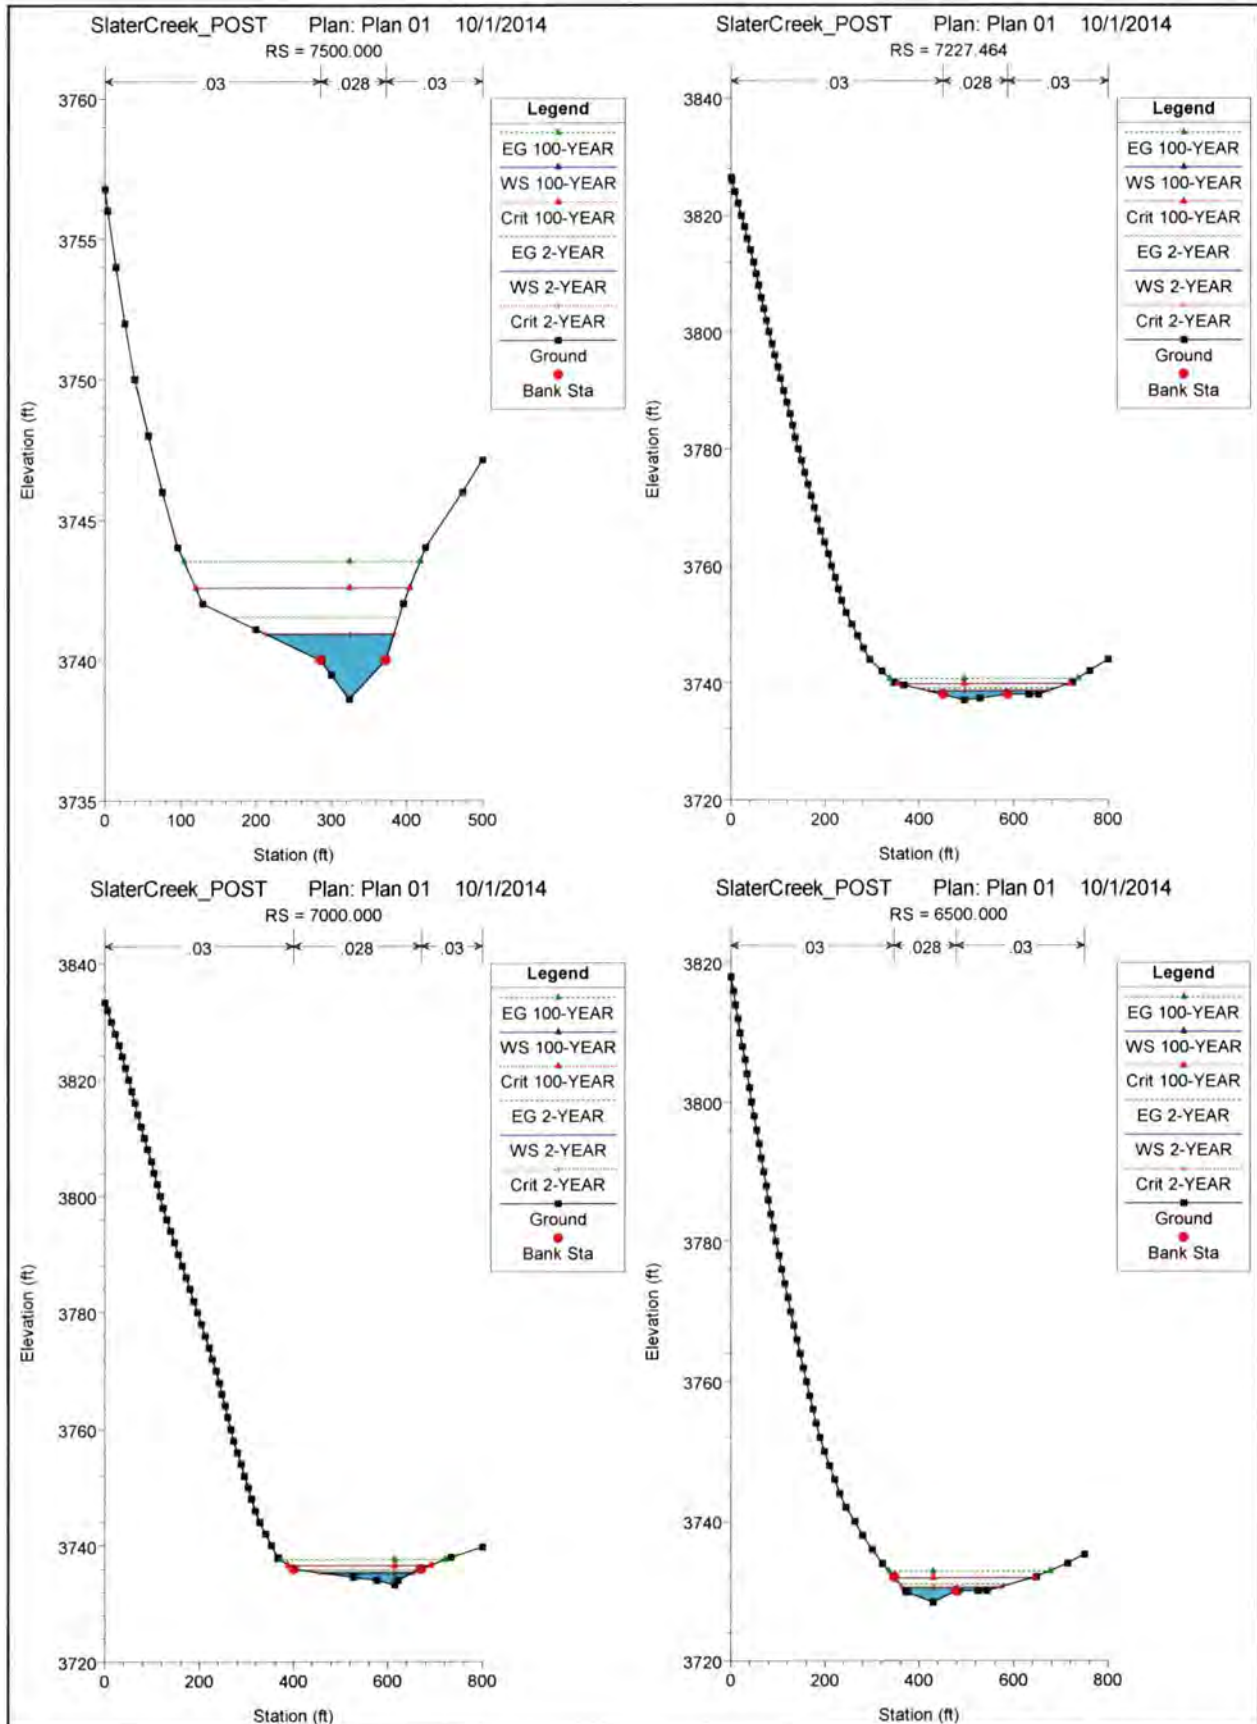 SlaterCreek_POST Plan: Plan 01 10/1/2014
RS = 7500.000
.03 .028 .03
Legend
EG 100-YEAR
WS 100-YEAR
Crit 100-YEAR
EG 2-YEAR
WS 2-YEAR
Crit 2-YEAR
Ground
Bank Sta
3760
3755
3750
3745
3740
3735
Elevation (ft)
0 100 200 300 400 500
Station (ft)
SlaterCreek_POST Plan: Plan 01 10/1/2014
RS = 7227.464
.03 .028 .03
Legend
EG 100-YEAR
WS 100-YEAR
Crit 100-YEAR
EG 2-YEAR
WS 2-YEAR
Crit 2-YEAR
Ground
Bank Sta
3840
3820
3800
3780
3760
3740
3720
Elevation (ft)
0 200 400 600 800
Station (ft)
SlaterCreek_POST Plan: Plan 01 10/1/2014
RS = 7000.000
.03 .028 .03
Legend
EG 100-YEAR
WS 100-YEAR
Crit 100-YEAR
EG 2-YEAR
WS 2-YEAR
Crit 2-YEAR
Ground
Bank Sta
3840
3820
3800
3780
3760
3740
3720
Elevation (ft)
0 200 400 600 800
Station (ft)
SlaterCreek_POST Plan: Plan 01 10/1/2014
RS = 6500.000
.03 .028 .03
Legend
EG 100-YEAR
WS 100-YEAR
Crit 100-YEAR
EG 2-YEAR
WS 2-YEAR
Crit 2-YEAR
Ground
Bank Sta
3820
3800
3780
3760
3740
3720
Elevation (ft)
0 200 400 600 800
Station (ft)